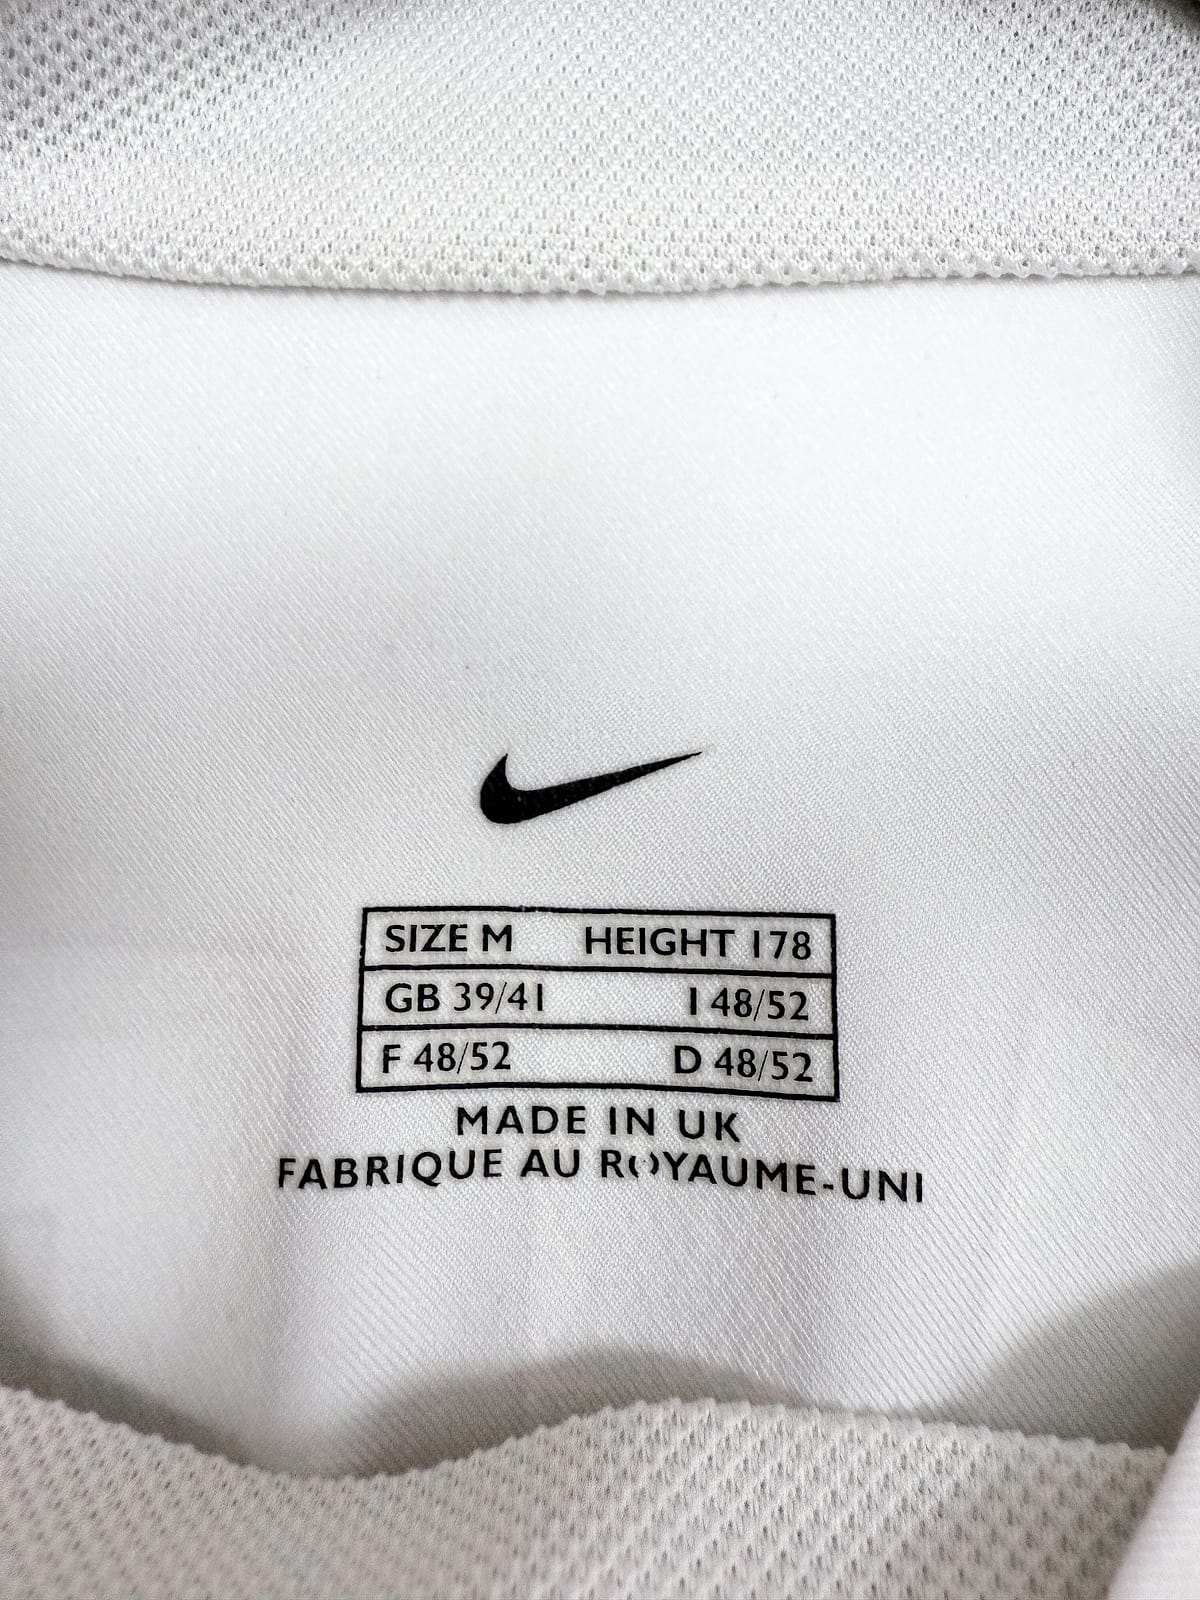 SIZE M HEIGHT 178
GB 39/41 I 48/52
F 48/52 D 48/52
MADE IN UK
FABRIQUE AU ROYAUME-UNI